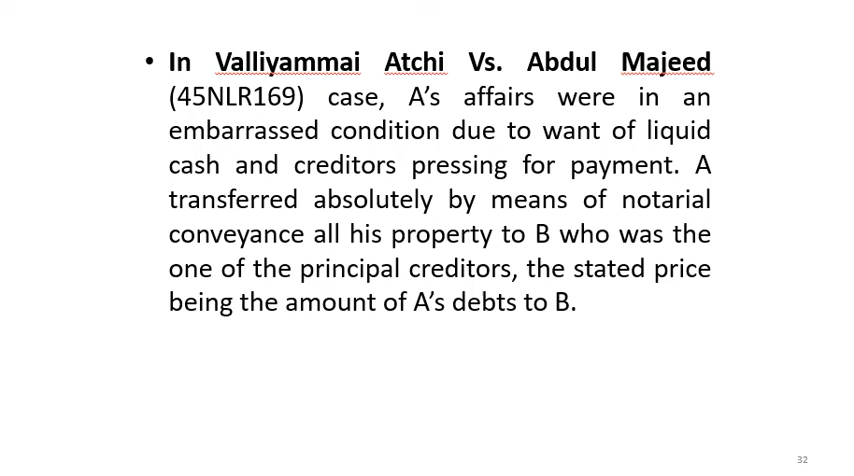 • In Valliyammai Atchi Vs. Abdul Majeed
(45NLR169) case, A’s affairs were in an
embarrassed condition due to want of liquid
cash and creditors pressing for payment. A
transferred absolutely by means of notarial
conveyance all his property to B who was the
one of the principal creditors, the stated price
being the amount of A’s debts to B.
32